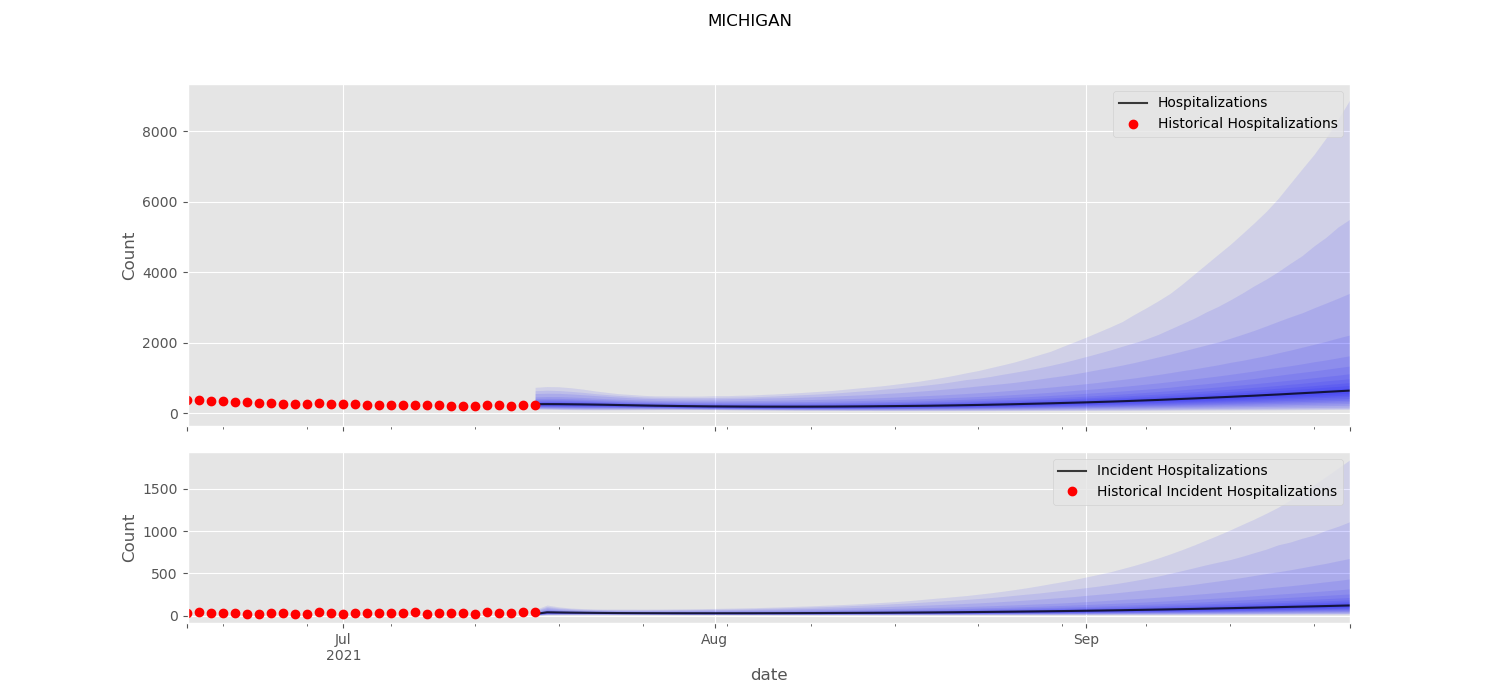 MICHIGAN
Hospitalizations
Historical Hospitalizations
8000
6000
4000
2000
0
Count
Incident Hospitalizations
Historical Incident Hospitalizations
1500
1000
500
0
Count
Jul
2021
Aug
Sep
date